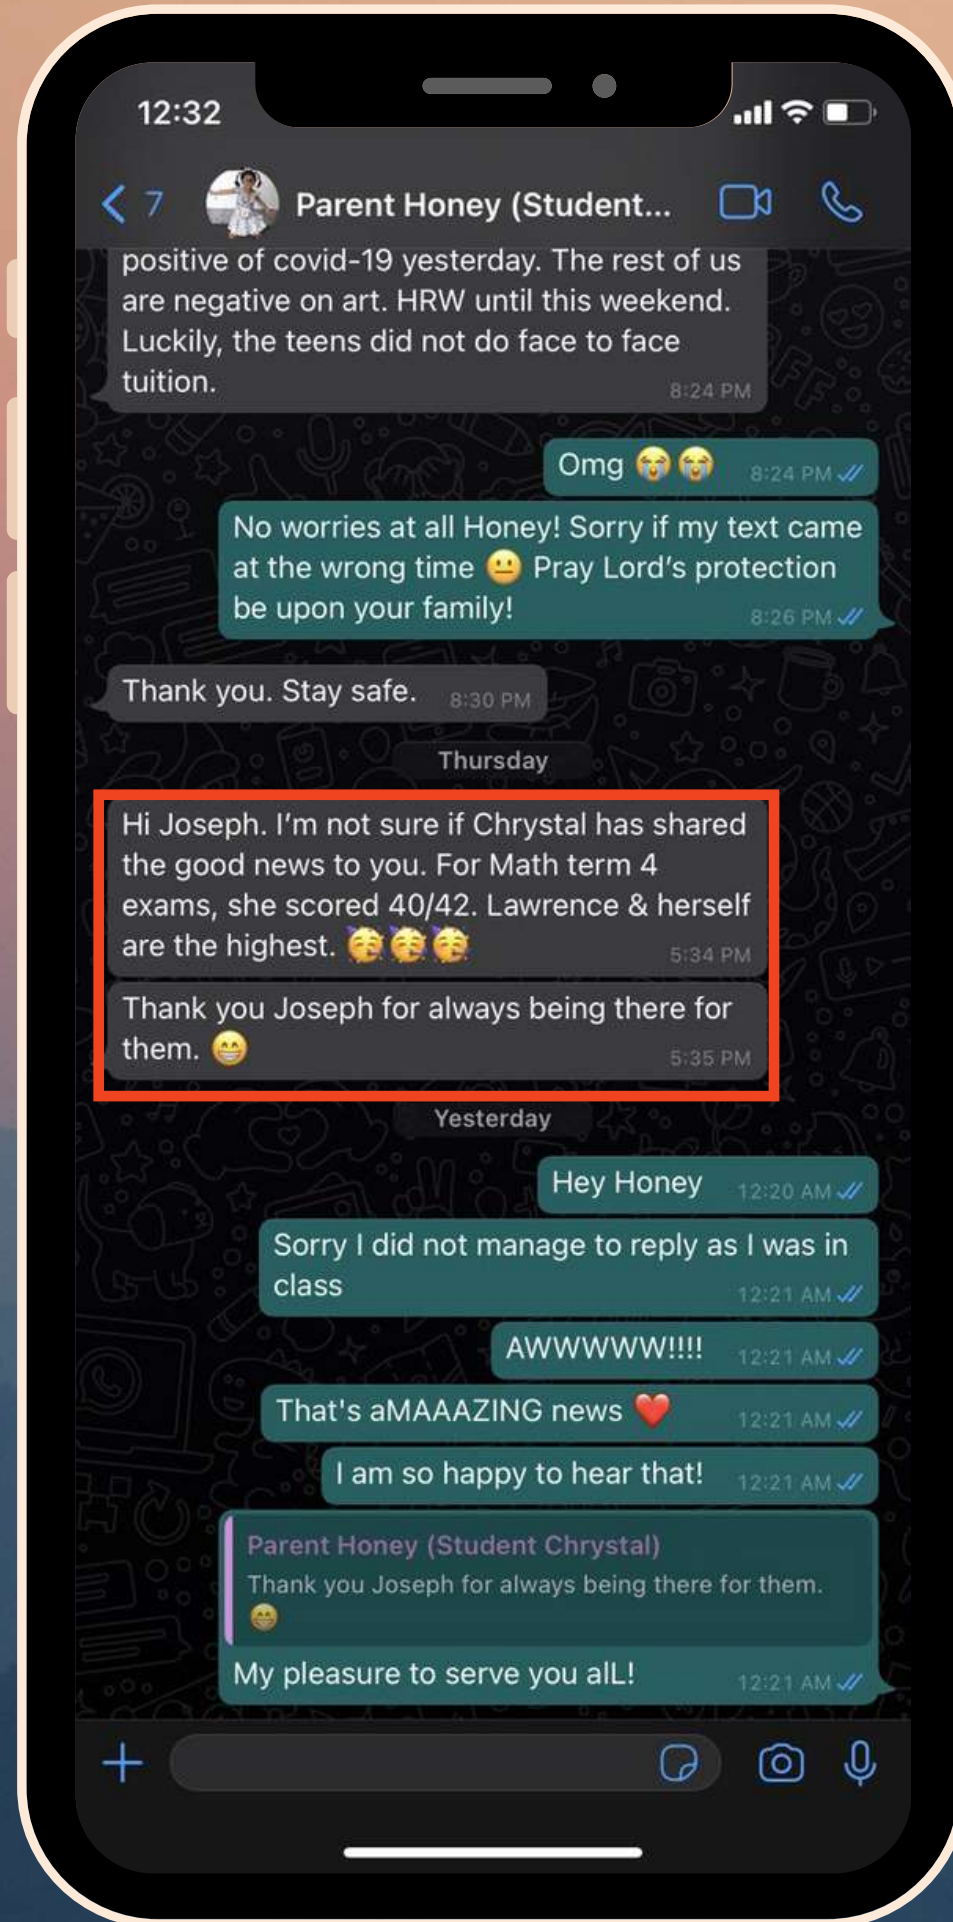 12:32
7
Parent Honey (Student...
positive of covid-19 yesterday. The rest of us
are negative on art. HRW until this weekend.
Luckily, the teens did not do face to face
tuition.
8:24 PM
Omg 😭😭
8:24 PM
No worries at all Honey! Sorry if my text came
at the wrong time 😐 Pray Lord's protection
be upon your family!
8:26 PM
Thank you. Stay safe.
8:30 PM
Thursday
Hi Joseph. I'm not sure if Chrystal has shared
the good news to you. For Math term 4
exams, she scored 40/42. Lawrence & herself
are the highest. 🥳🥳🥳
5:34 PM
Thank you Joseph for always being there for
them. 😁
5:35 PM
Yesterday
Hey Honey
12:20 AM
Sorry I did not manage to reply as I was in
class
12:21 AM
AWWWWW!!!!
12:21 AM
That's aMAAAZING news ❤️
12:21 AM
I am so happy to hear that!
12:21 AM
Parent Honey (Student Chrystal)
Thank you Joseph for always being there for them.
😁
My pleasure to serve you alL!
12:21 AM